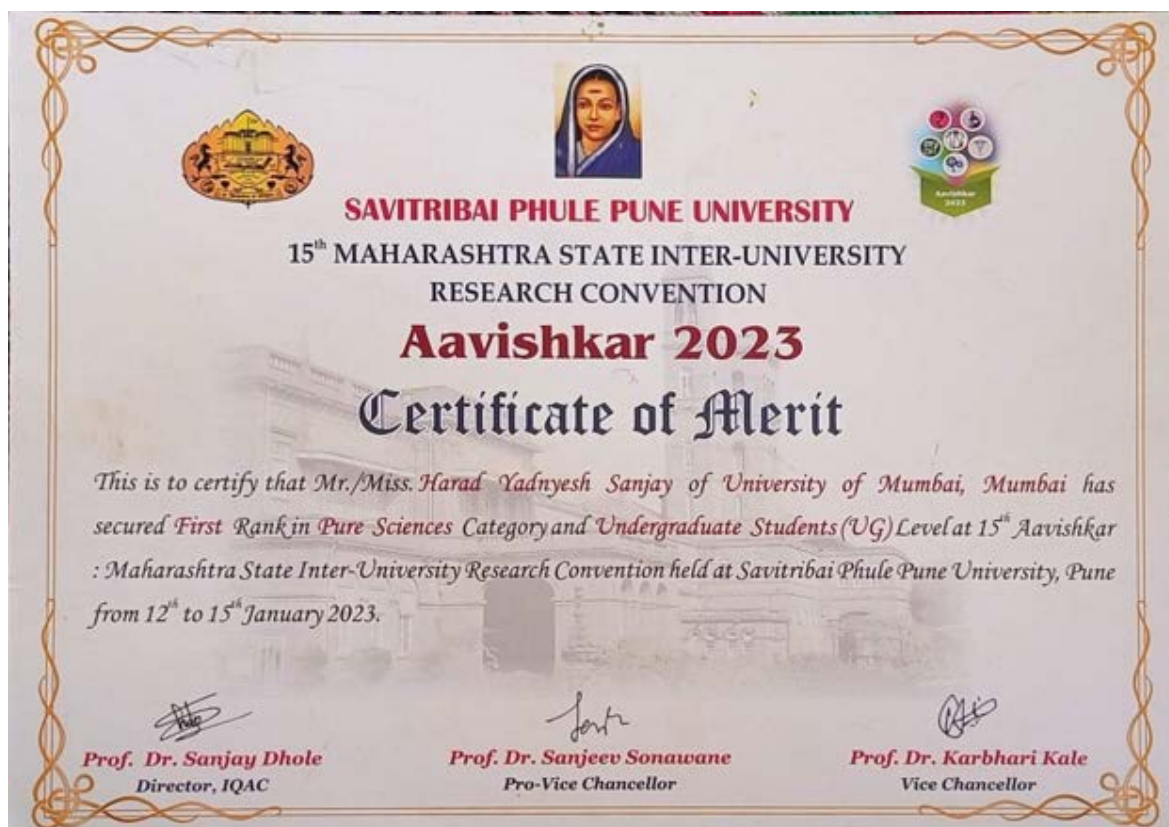 Aavishkar
2023
SAVITRIBAI PHULE PUNE UNIVERSITY
15th MAHARASHTRA STATE INTER-UNIVERSITY
RESEARCH CONVENTION
Aavishkar 2023
Certificate of Merit
This is to certify that Mr./Miss. Harad Yadnyesh Sanjay of University of Mumbai, Mumbai has
secured First Rank in Pure Sciences Category and Undergraduate Students (UG) Level at 15th Aavishkar
: Maharashtra State Inter-University Research Convention held at Savitribai Phule Pune University, Pune
from 12th to 15th January 2023.
Prof. Dr. Sanjay Dhole
Director, IQAC
Prof. Dr. Sanjeev Sonawane
Pro-Vice Chancellor
Prof. Dr. Karbhari Kale
Vice Chancellor